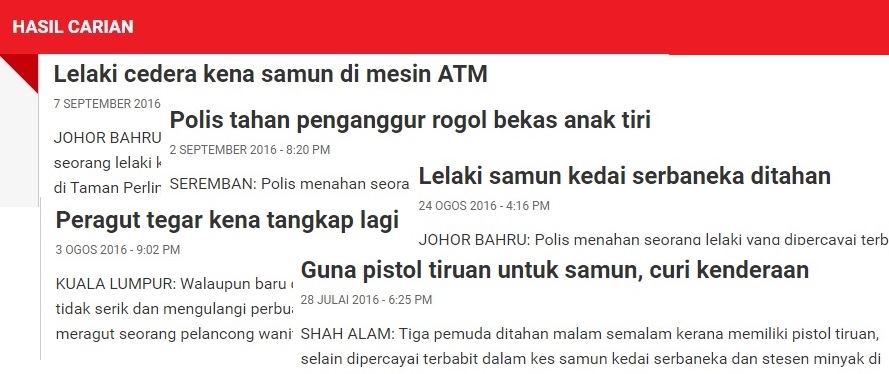 HASIL CARIAN
Lelaki cedera kena samun di mesin ATM
7 SEPTEMBER 2016
JOHOR BAHRU
seorang lelaki
di Taman Perlin
Polis tahan penganggur rogol bekas anak tiri
2 SEPTEMBER 2016 - 8:20 PM
SEREMBAN: Polis menahan seora
Lelaki samun kedai serbaneka ditahan
24 OGOS 2016 - 4:16 PM
JOHOR BAHRU: Polis menahan seorang lelaki yang dipercayai terb
Peragut tegar kena tangkap lagi
3 OGOS 2016 - 9:02 PM
KUALA LUMPUR: Walaupun baru
tidak serik dan mengulangi perbua
meragut seorang pelancong wani
Guna pistol tiruan untuk samun, curi kenderaan
28 JULAI 2016 - 6:25 PM
SHAH ALAM: Tiga pemuda ditahan malam semalam kerana memiliki pistol tiruan,
selain dipercayai terbabit dalam kes samun kedai serbaneka dan stesen minyak di